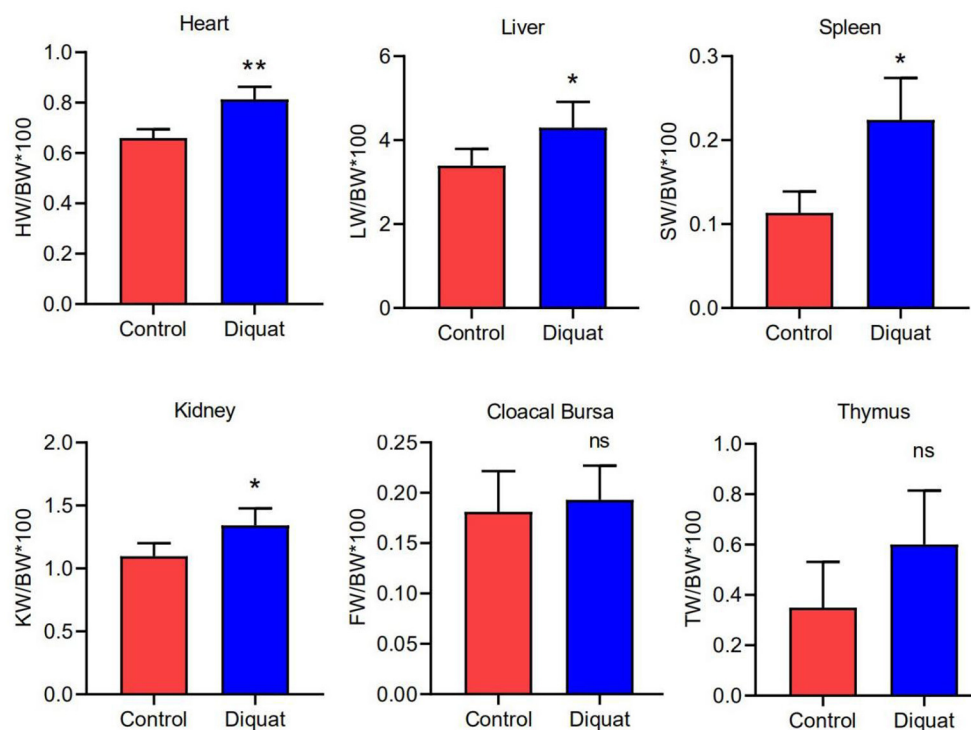 Heart
HW/BW*100
1.0
0.8
0.6
0.4
0.2
0.0
**
Control
Diquat
Liver
LW/BW*100
6
4
2
0
*
Control
Diquat
Spleen
SW/BW*100
0.3
0.2
0.1
0.0
*
Control
Diquat
Kidney
KW/BW*100
2.0
1.5
1.0
0.5
0.0
*
Control
Diquat
Cloacal Bursa
FW/BW*100
0.25
0.20
0.15
0.10
0.05
0.00
ns
Control
Diquat
Thymus
TW/BW*100
1.0
0.8
0.6
0.4
0.2
0.0
ns
Control
Diquat